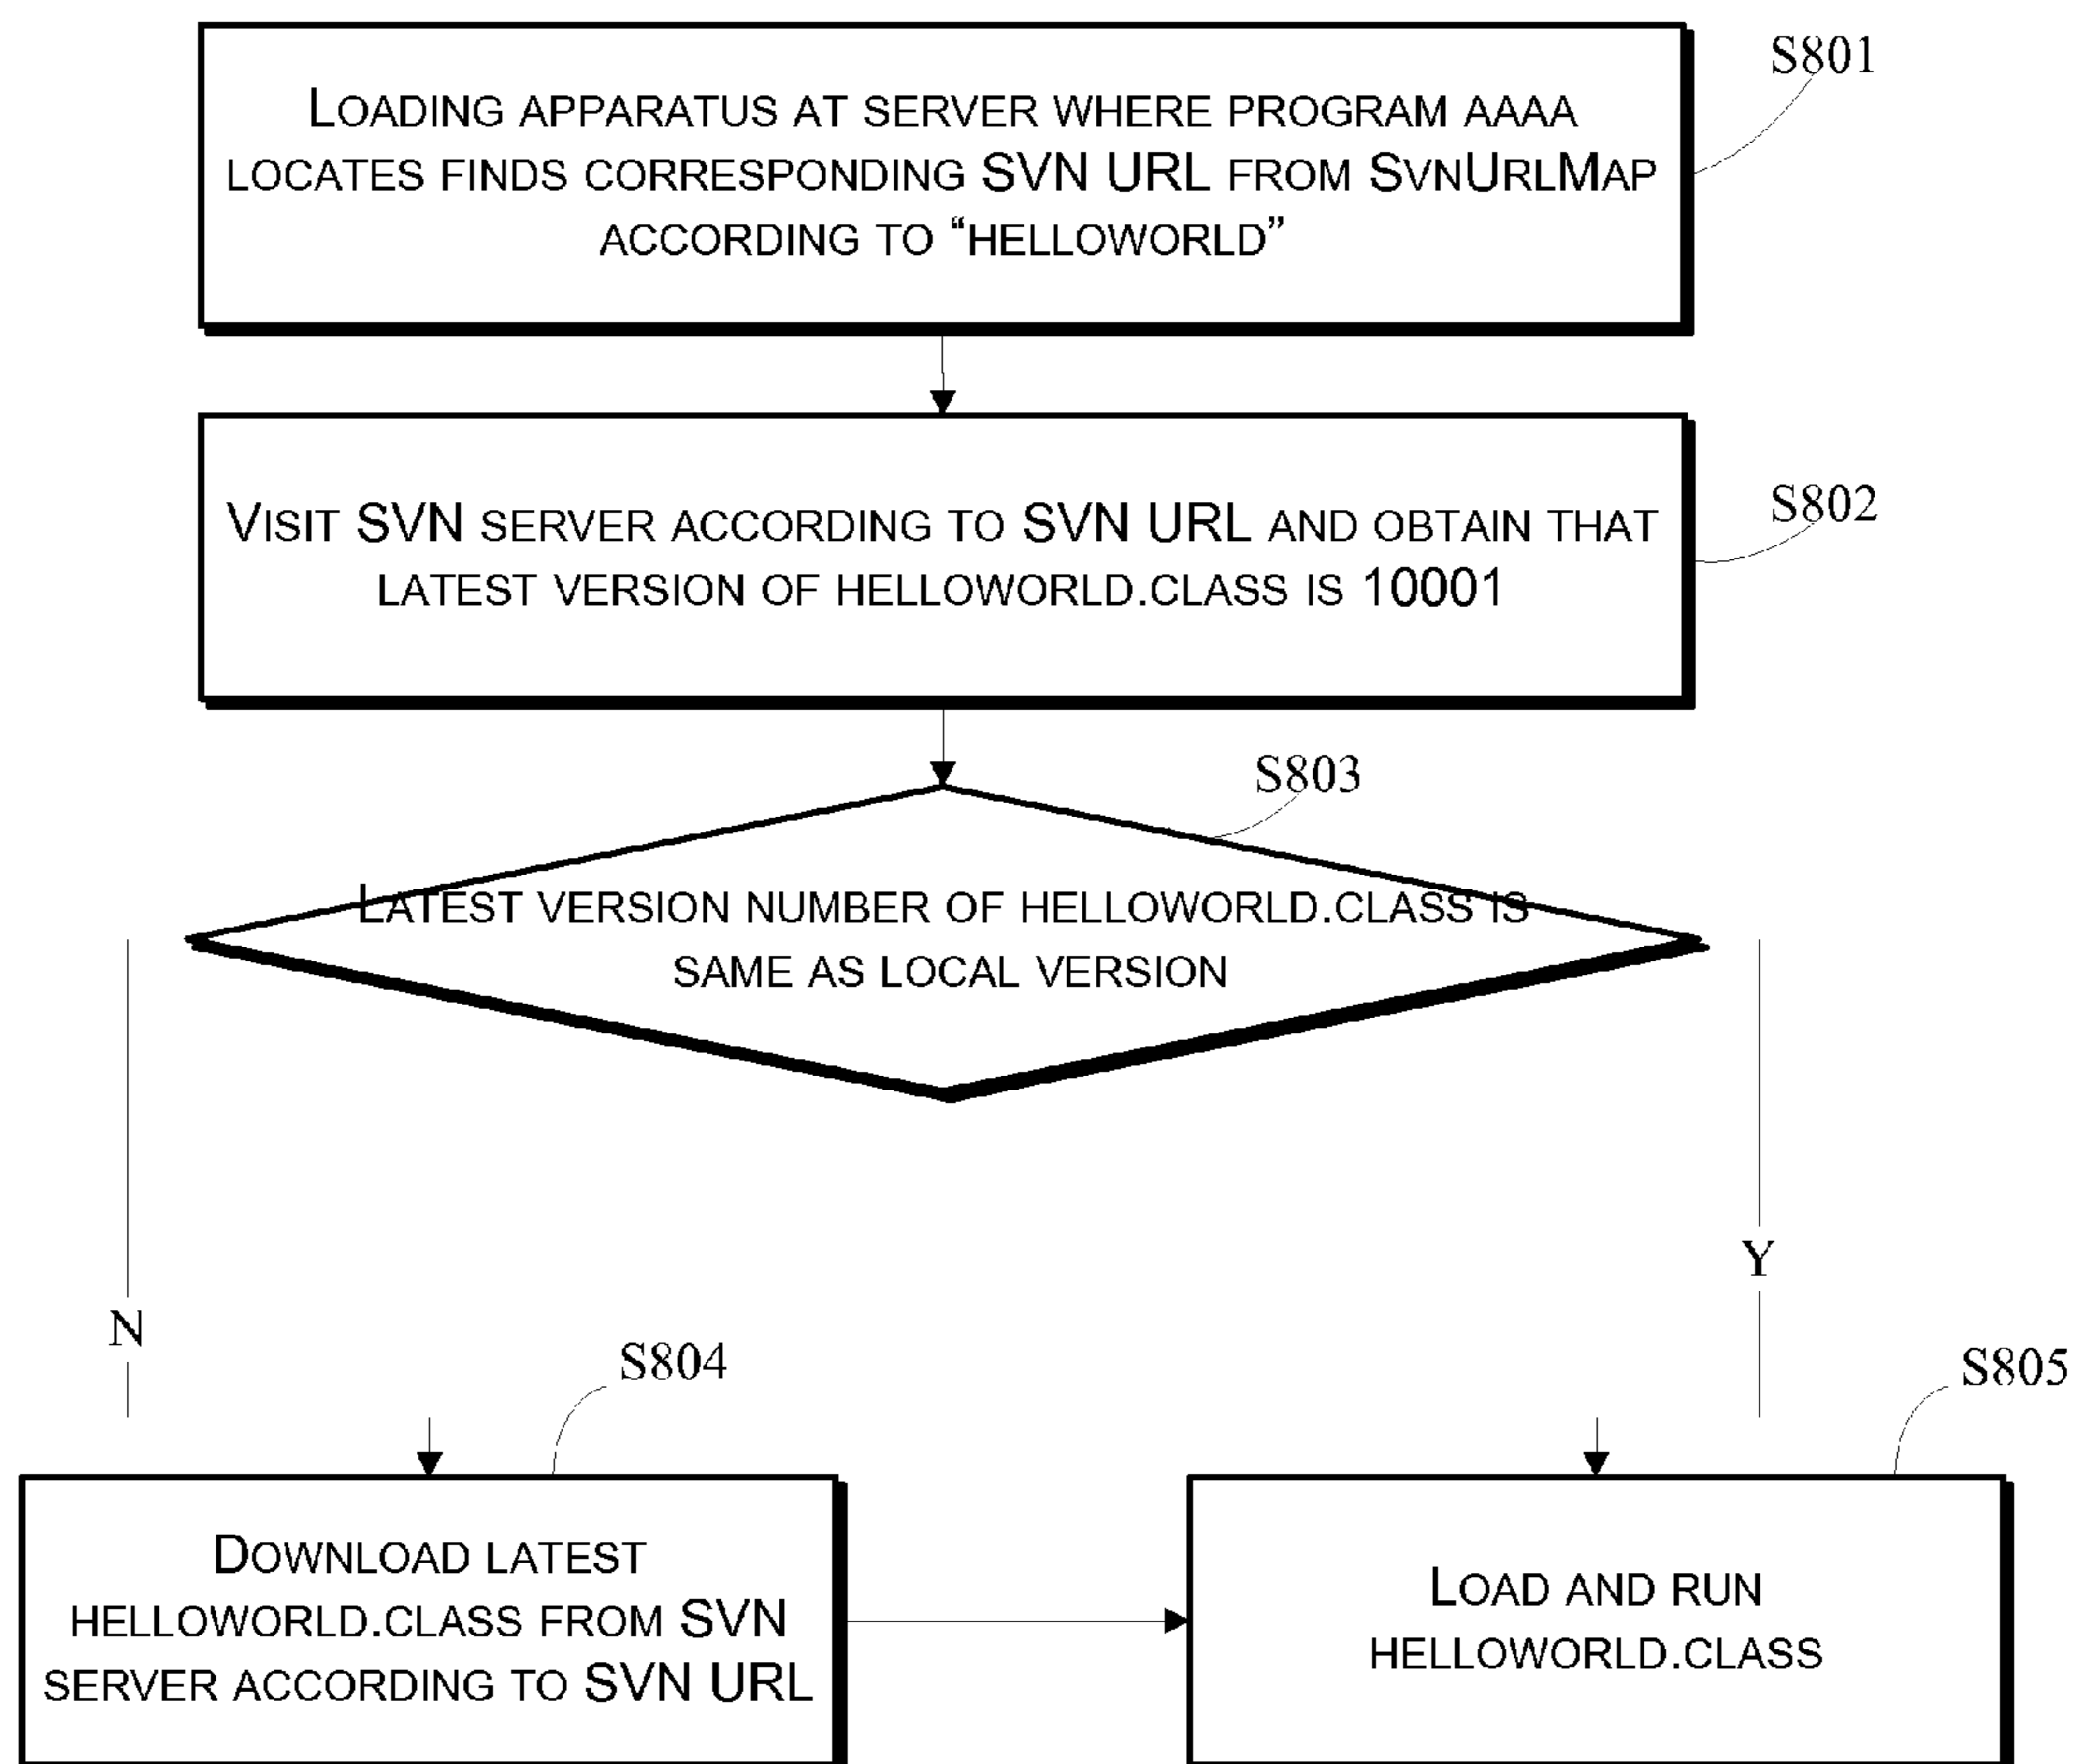 S801
LOADING APPARATUS AT SERVER WHERE PROGRAM AAAA
LOCATES FINDS CORRESPONDING SVN URL FROM SVNURLMAP
ACCORDING TO “HELLOWORLD”
S802
VISIT SVN SERVER ACCORDING TO SVN URL AND OBTAIN THAT
LATEST VERSION OF HELLOWORLD.CLASS IS 10001
S803
LATEST VERSION NUMBER OF HELLOWORLD.CLASS IS
SAME AS LOCAL VERSION
Y
N
S804
S805
DOWNLOAD LATEST
HELLOWORLD.CLASS FROM SVN
SERVER ACCORDING TO SVN URL
LOAD AND RUN
HELLOWORLD.CLASS